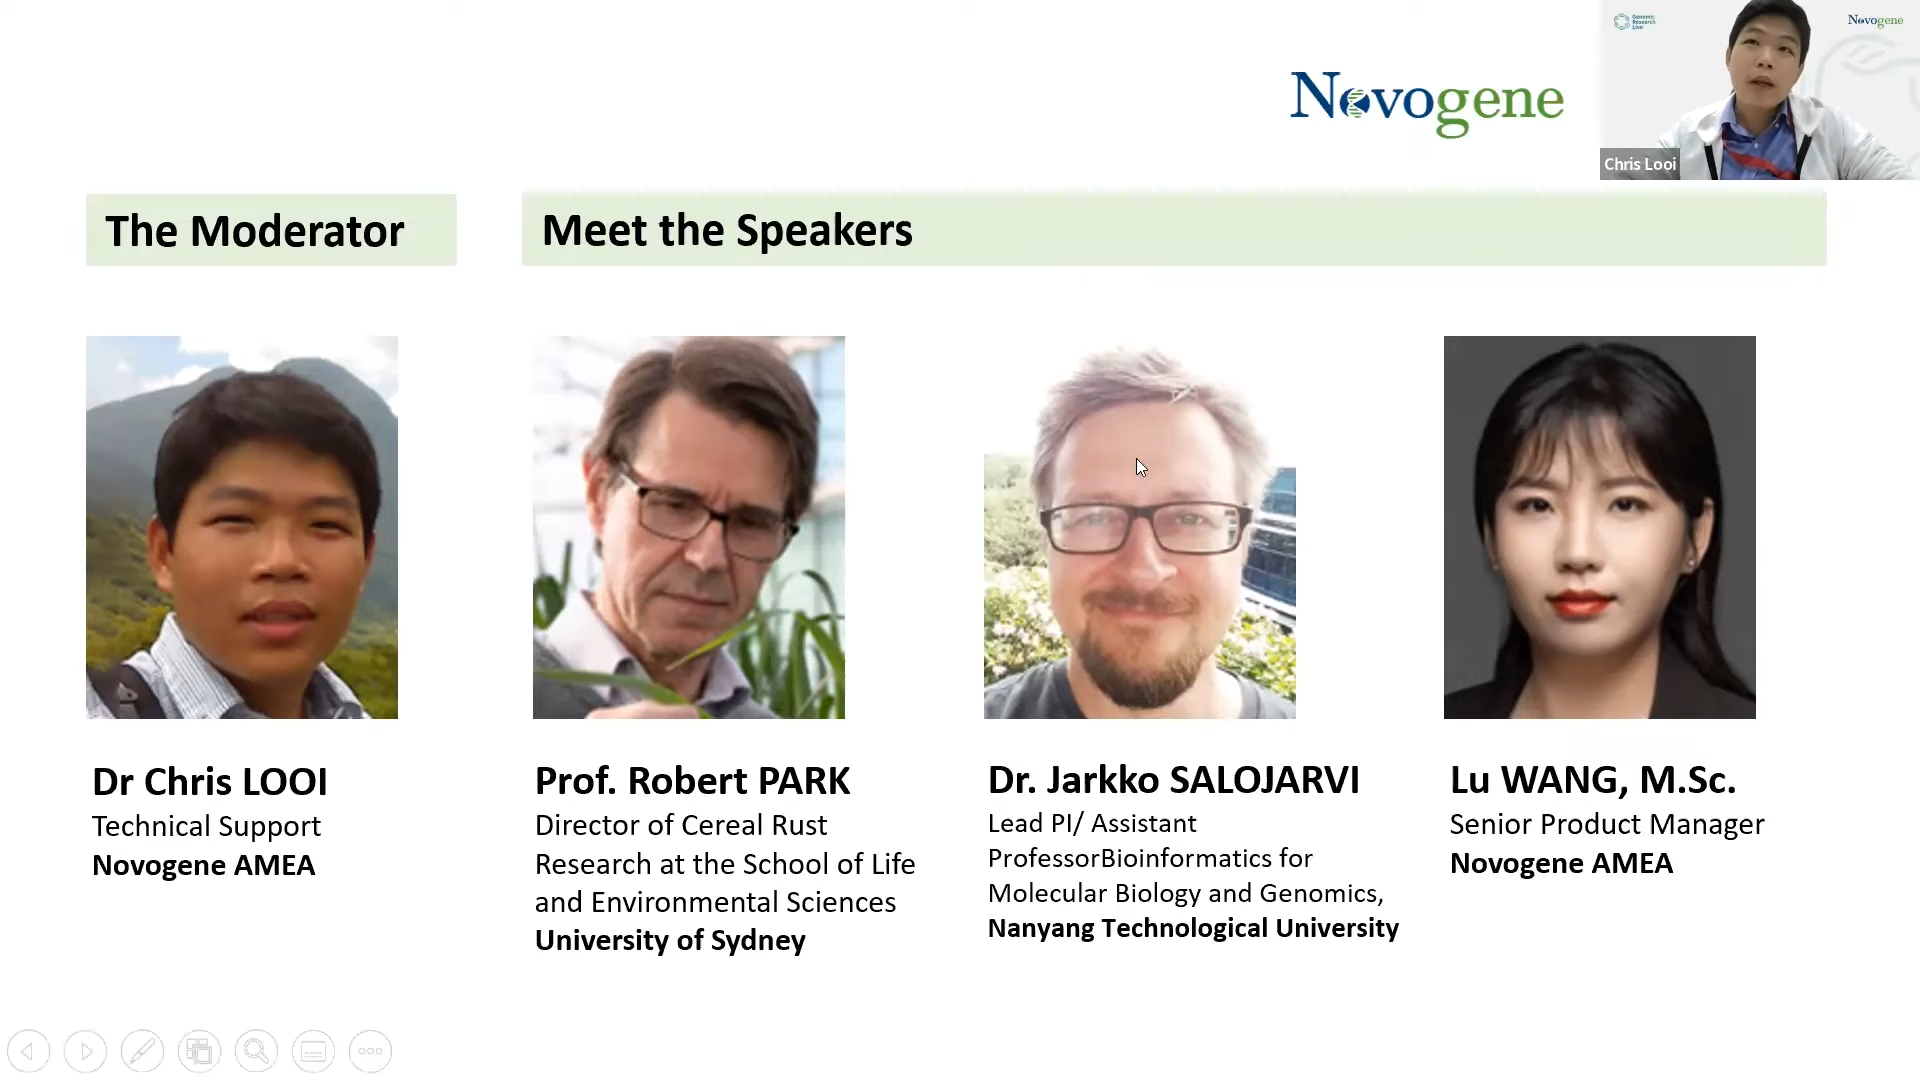 Genomic
Research
Live
Novogene
Novogene
Chris Looi
The Moderator
Meet the Speakers
Dr Chris LOOI
Technical Support
Novogene AMEA
Prof. Robert PARK
Director of Cereal Rust
Research at the School of Life
and Environmental Sciences
University of Sydney
Dr. Jarkko SALOJARVI
Lead PI/ Assistant
ProfessorBioinformatics for
Molecular Biology and Genomics,
Nanyang Technological University
Lu WANG, M.Sc.
Senior Product Manager
Novogene AMEA